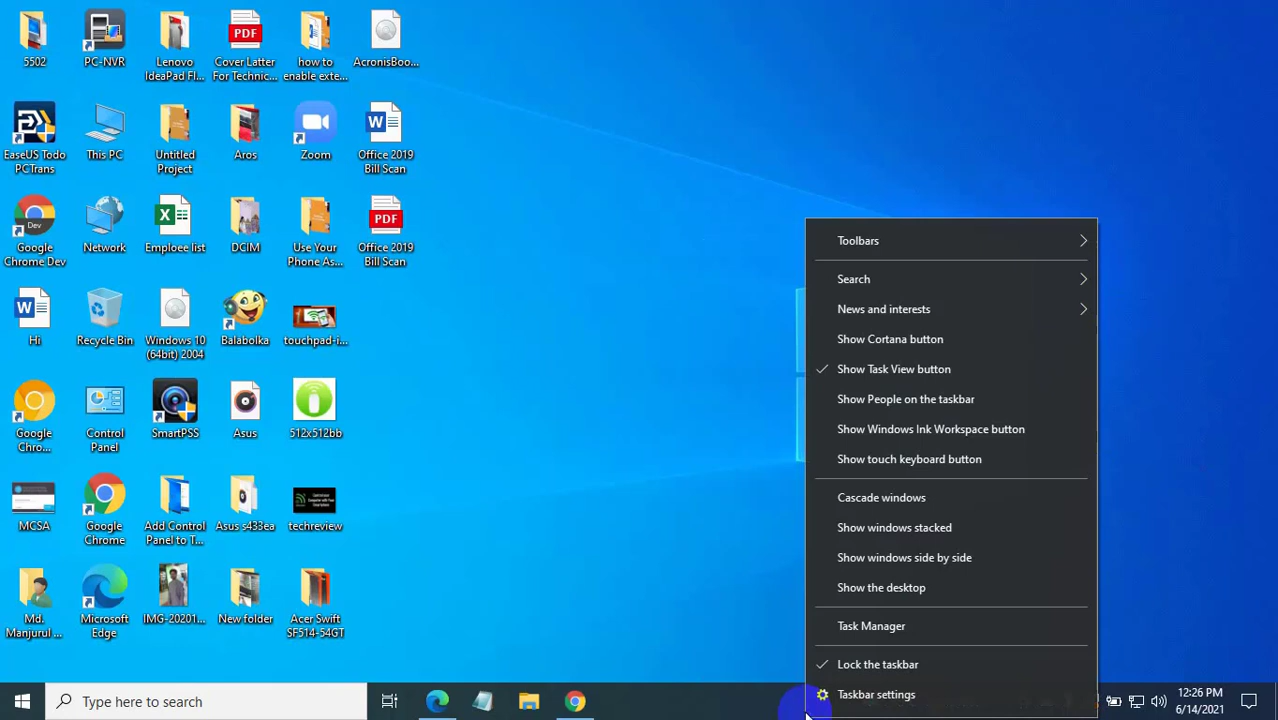 5502
PC-NVR
Lenovo
IdeaPad Fl...
Cover Latter
For Technic...
how to
enable exte...
AcronisBoo...
PDF
EaseUS Todo
PCTrans
This PC
Untitled
Project
Aros
Zoom
Office 2019
Bill Scan
Dev
Google
Chrome Dev
Network
Emploee list
DCIM
Use Your
Phone As...
PDF
Office 2019
Bill Scan
Hi
Recycle Bin
Windows 10
(64bit) 2004
Balabolka
touchpad-i...
Google
Chro...
Control
Panel
SmartPSS
Asus
512x512bb
MCSA
Google
Chrome
Add Control
Panel to T...
Asus s433ea
techreview
Md.
Manjurul ...
Microsoft
Edge
IMG-20201...
New folder
Acer Swift
SF514-54GT
Toolbars
Search
News and interests
Show Cortana button
Show Task View button
Show People on the taskbar
Show Windows Ink Workspace button
Show touch keyboard button
Cascade windows
Show windows stacked
Show windows side by side
Show the desktop
Task Manager
Lock the taskbar
Taskbar settings
Type here to search
12:26 PM
6/14/2021